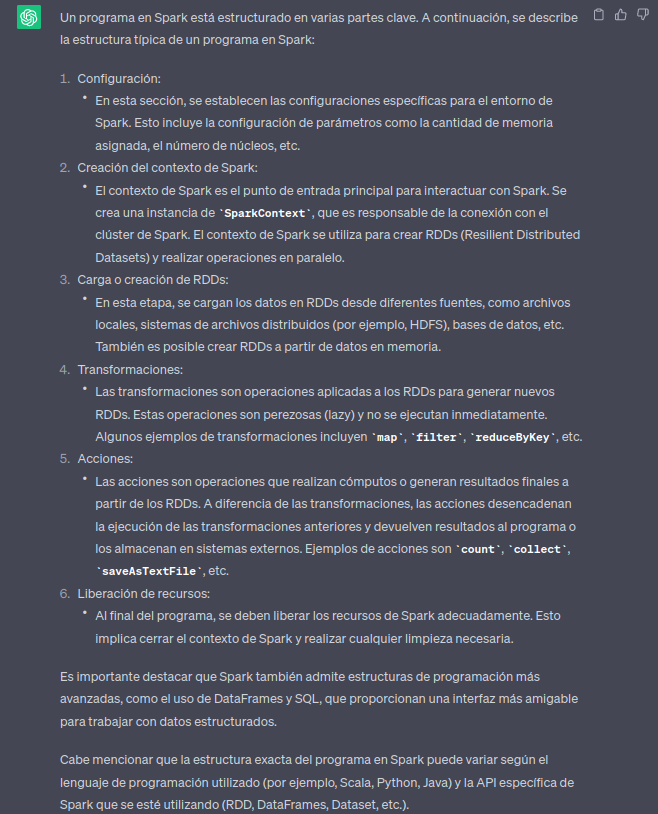 Un programa en Spark está estructurado en varias partes clave. A continuación, se describe
la estructura típica de un programa en Spark:
1. Configuración:
• En esta sección, se establecen las configuraciones específicas para el entorno de
Spark. Esto incluye la configuración de parámetros como la cantidad de memoria
asignada, el número de núcleos, etc.
2. Creación del contexto de Spark:
• El contexto de Spark es el punto de entrada principal para interactuar con Spark. Se
crea una instancia de `SparkContext`, que es responsable de la conexión con el
clúster de Spark. El contexto de Spark se utiliza para crear RDDs (Resilient Distributed
Datasets) y realizar operaciones en paralelo.
3. Carga o creación de RDDs:
• En esta etapa, se cargan los datos en RDDs desde diferentes fuentes, como archivos
locales, sistemas de archivos distribuidos (por ejemplo, HDFS), bases de datos, etc.
También es posible crear RDDs a partir de datos en memoria.
4. Transformaciones:
• Las transformaciones son operaciones aplicadas a los RDDs para generar nuevos
RDDs. Estas operaciones son perezosas (lazy) y no se ejecutan inmediatamente.
Algunos ejemplos de transformaciones incluyen `map`, `filter`, `reduceByKey`, etc.
5. Acciones:
• Las acciones son operaciones que realizan cómputos o generan resultados finales a
partir de los RDDs. A diferencia de las transformaciones, las acciones desencadenan
la ejecución de las transformaciones anteriores y devuelven resultados al programa o
los almacenan en sistemas externos. Ejemplos de acciones son `count`, `collect`,
`saveAsTextFile`, etc.
6. Liberación de recursos:
• Al final del programa, se deben liberar los recursos de Spark adecuadamente. Esto
implica cerrar el contexto de Spark y realizar cualquier limpieza necesaria.
Es importante destacar que Spark también admite estructuras de programación más
avanzadas, como el uso de DataFrames y SQL, que proporcionan una interfaz más amigable
para trabajar con datos estructurados.
Cabe mencionar que la estructura exacta del programa en Spark puede variar según el
lenguaje de programación utilizado (por ejemplo, Scala, Python, Java) y la API específica de
Spark que se esté utilizando (RDD, DataFrames, Dataset, etc.).